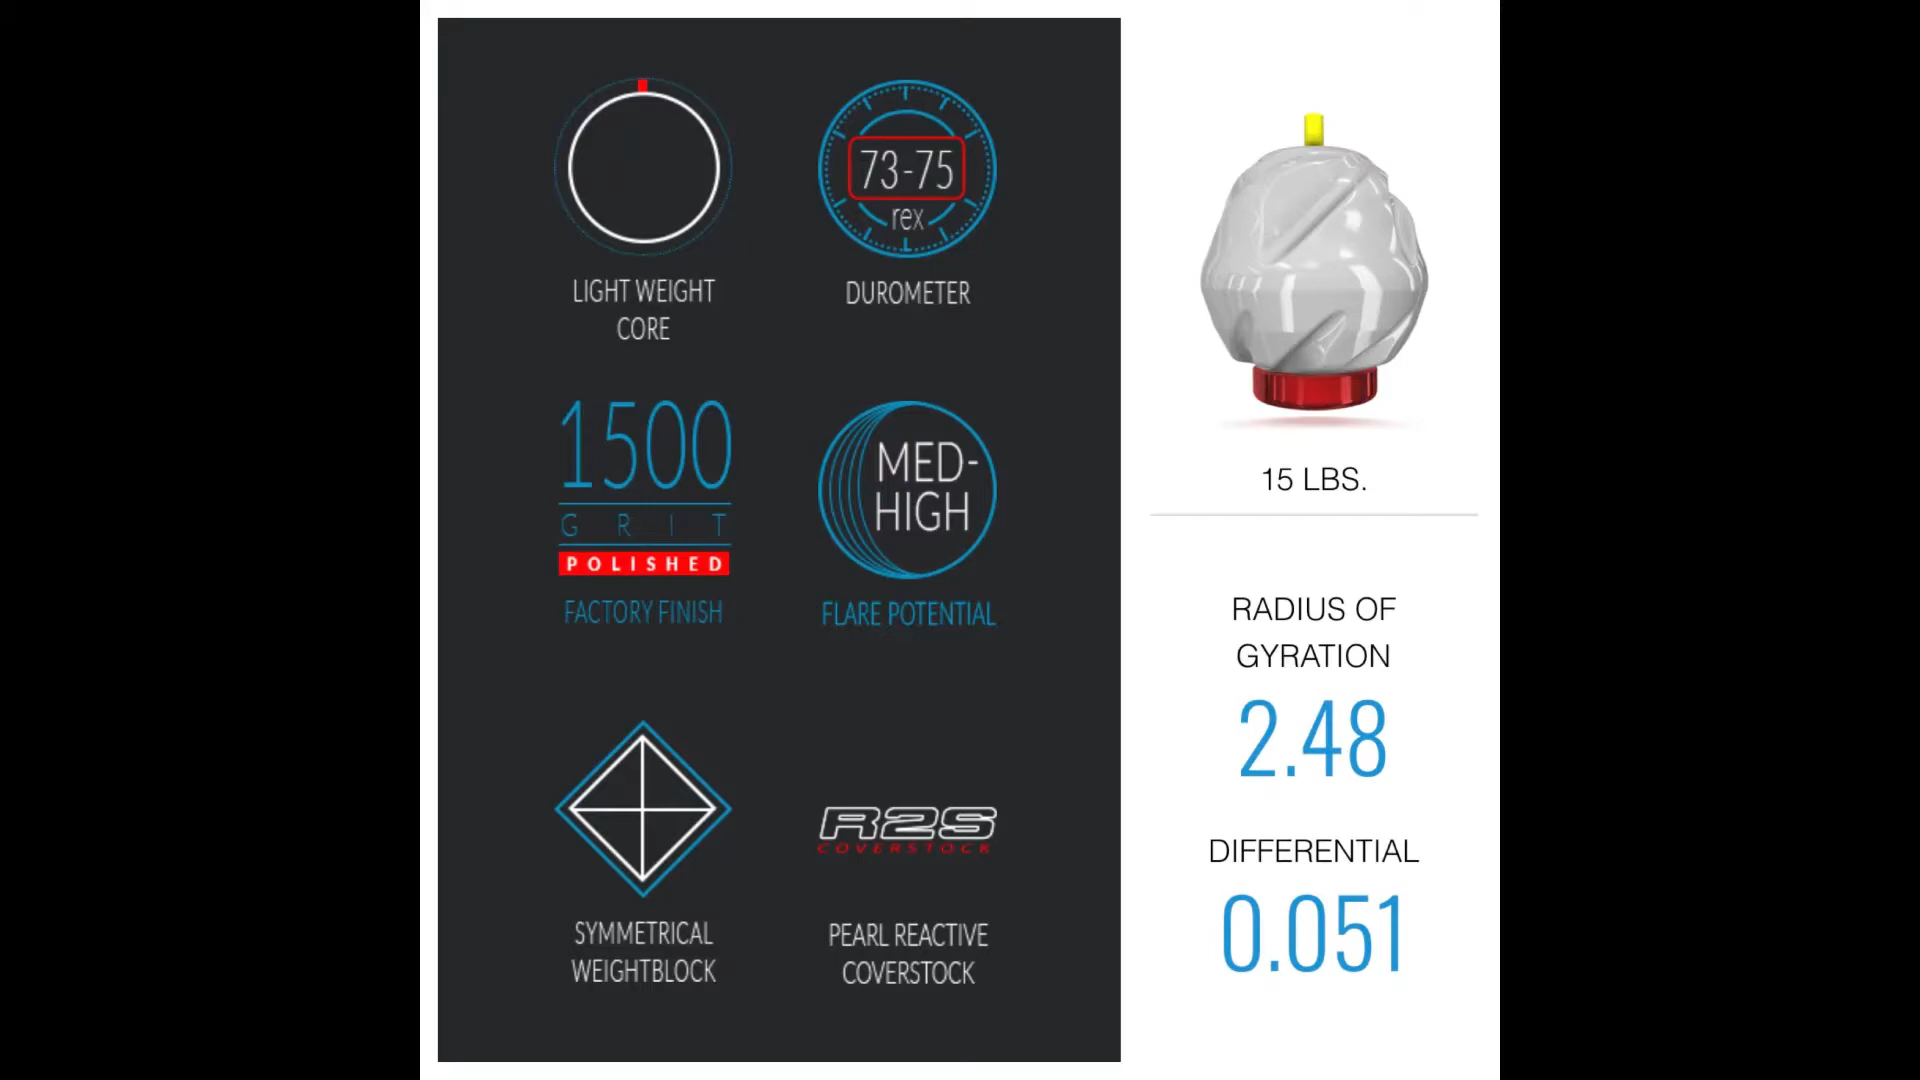 LIGHT WEIGHT
CORE
73-75
rex
DUROMETER
1500
GRIT
POLISHED
FACTORY FINISH
MED-
HIGH
FLARE POTENTIAL
SYMMETRICAL
WEIGHTBLOCK
R2S
COVERSTOCK
PEARL REACTIVE
COVERSTOCK
15 LBS.
RADIUS OF
GYRATION
2.48
DIFFERENTIAL
0.051